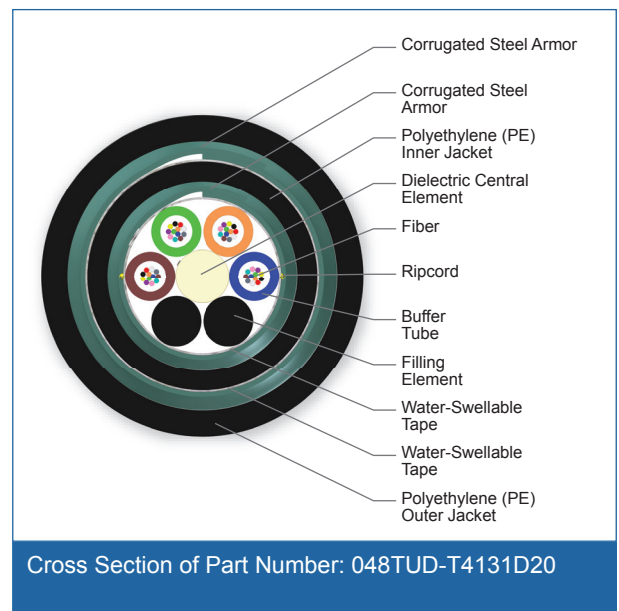 Corrugated Steel Armor
Corrugated Steel
Armor
Polyethylene (PE)
Inner Jacket
Dielectric Central
Element
Fiber
Ripcord
Buffer
Tube
Filling
Element
Water-Swellable
Tape
Water-Swellable
Tape
Polyethylene (PE)
Outer Jacket
Cross Section of Part Number: 048TUD-T4131D20